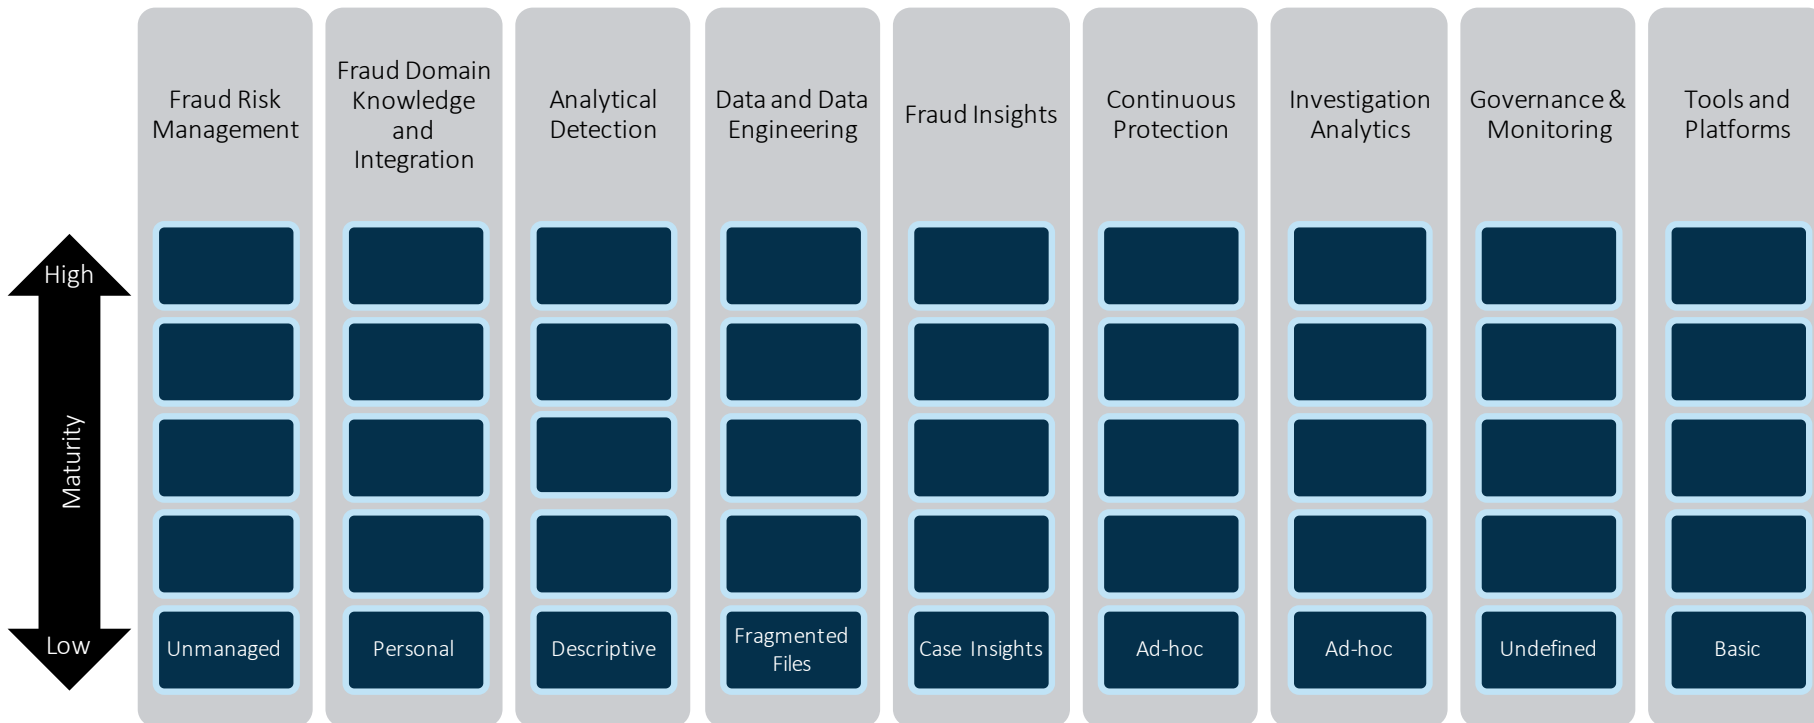 Fraud Risk
Management
Fraud Domain
Knowledge
and
Integration
Analytical
Detection
Data and Data
Engineering
Fraud Insights
Continuous
Protection
Investigation
Analytics
Governance &
Monitoring
Tools and
Platforms
High
Maturity
Low
Unmanaged
Personal
Descriptive
Fragmented
Files
Case Insights
Ad-hoc
Ad-hoc
Undefined
Basic